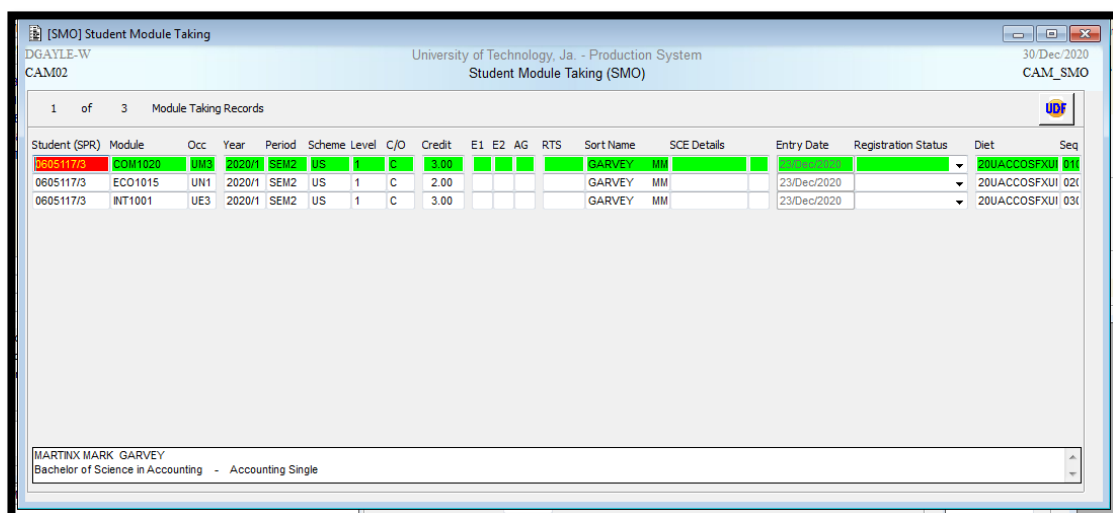 [SMO] Student Module Taking
DGAYLE-W University of Technology, Ja. - Production System 30/Dec/2020
CAM02 Student Module Taking (SMO) CAM_SMO
1 of 3 Module Taking Records UDF
Student (SPR) Module Occ Year Period Scheme Level C/O Credit E1 E2 AG RTS Sort Name SCE Details Entry Date Registration Status Diet Seq
0605117/3 COM1020 UM3 2020/1 SEM2 US 1 C 3.00 GARVEY MM 23/Dec/2020 20UACCOSFXUI 010
0605117/3 ECO1015 UN1 2020/1 SEM2 US 1 C 2.00 GARVEY MM 23/Dec/2020 20UACCOSFXUI 020
0605117/3 INT1001 UE3 2020/1 SEM2 US 1 C 3.00 GARVEY MM 23/Dec/2020 20UACCOSFXUI 030
MARTINX MARK GARVEY
Bachelor of Science in Accounting - Accounting Single